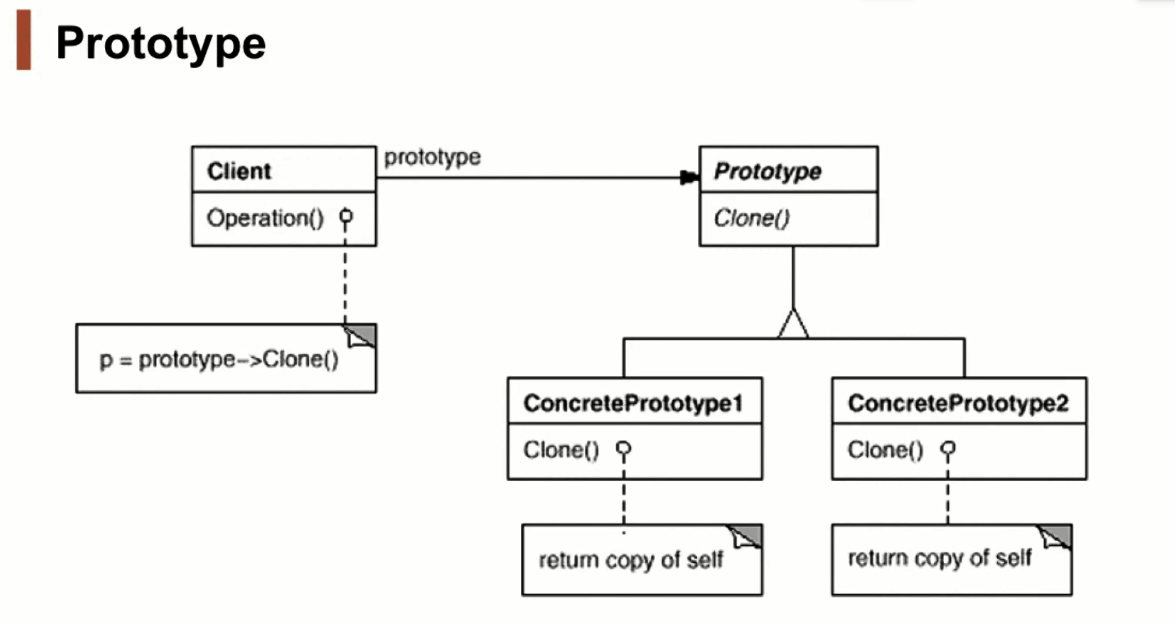 Prototype
Client
prototype
Prototype
Operation()
Clone()
p = prototype->Clone()
ConcretePrototype1
ConcretePrototype2
Clone()
Clone()
return copy of self
return copy of self